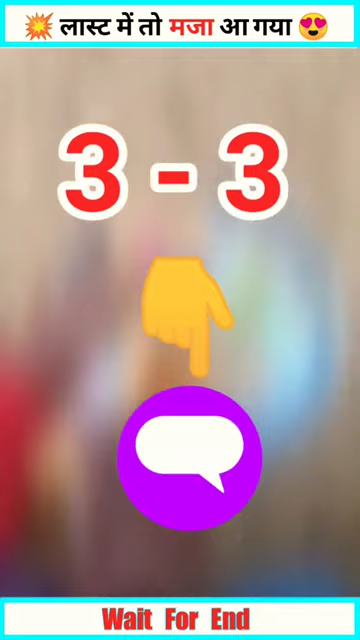 💥 लास्ट में तो मजा आ गया 😍
3 - 3
Wait For End